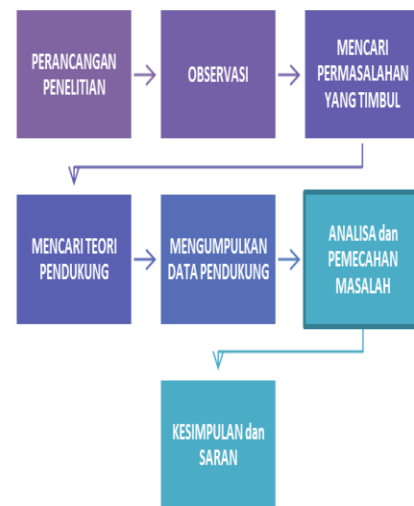 PERANCANGAN
PENELITIAN
OBSERVASI
MENCARI
PERMASALAHAN
YANG TIMBUL
MENCARI TEORI
PENDUKUNG
MENGUMPULKAN
DATA PENDUKUNG
ANALISA dan
PEMECAHAN
MASALAH
KESIMPULAN dan
SARAN